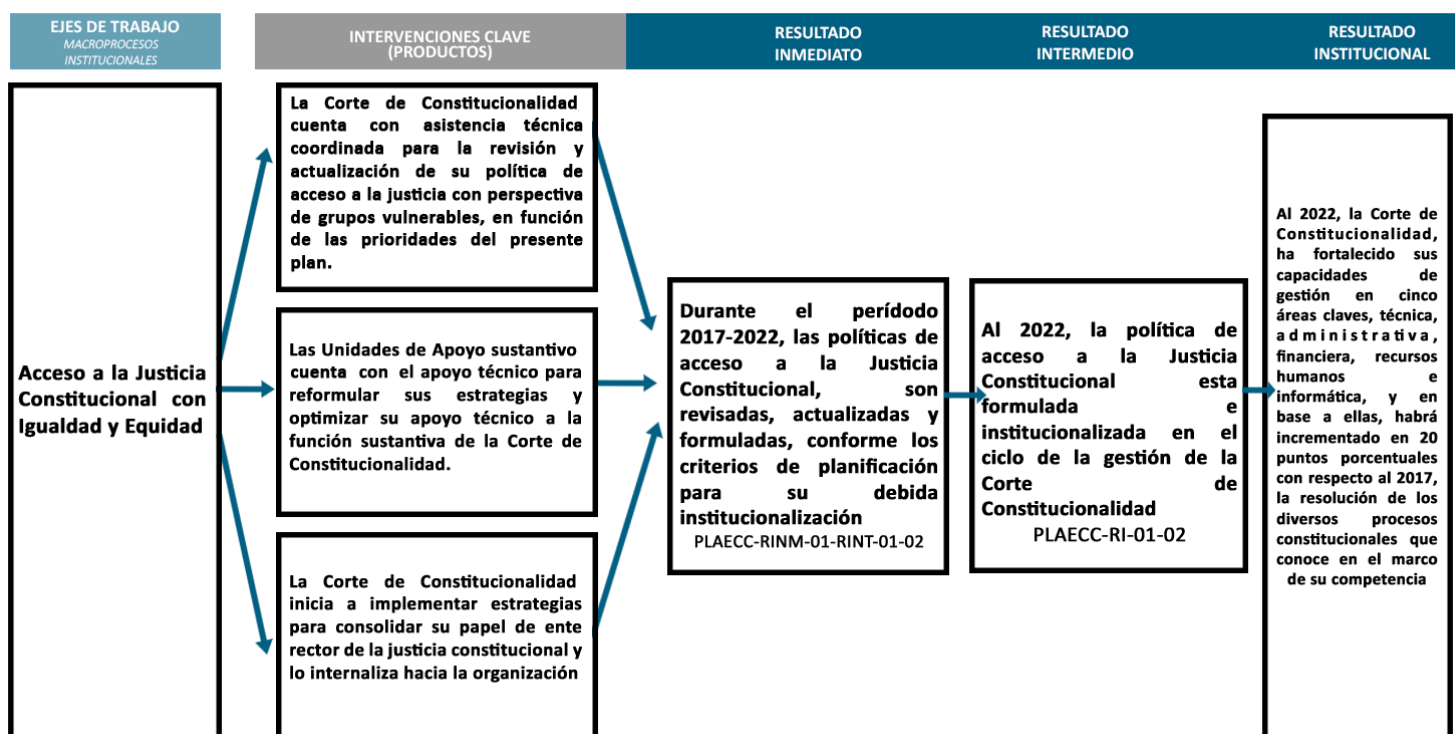 EJES DE TRABAJO
MACROPROCESOS
INSTITUCIONALES
INTERVENCIONES CLAVE
(PRODUCTOS)
RESULTADO
INMEDIATO
RESULTADO
INTERMEDIO
RESULTADO
INSTITUCIONAL
Acceso a la Justicia
Constitucional con
Igualdad y Equidad
La Corte de Constitucionalidad
cuenta con asistencia técnica
coordinada para la revisión y
actualización de su política de
acceso a la justicia con perspectiva
de grupos vulnerables, en función
de las prioridades del presente
plan.
Las Unidades de Apoyo sustantivo
cuenta con el apoyo técnico para
reformular sus estrategias y
optimizar su apoyo técnico a la
función sustantiva de la Corte de
Constitucionalidad.
La Corte de Constitucionalidad
inicia a implementar estrategias
para consolidar su papel de ente
rector de la justicia constitucional y
lo internaliza hacia la organización
Durante el perídodo
2017-2022, las políticas de
acceso a la Justicia
Constitucional, son
revisadas, actualizadas y
formuladas, conforme los
criterios de planificación
para su debida
institucionalización
PLAECC-RINM-01-RINT-01-02
Al 2022, la política de
acceso a la Justicia
Constitucional esta
formulada e
institucionalizada en el
ciclo de la gestión de la
Corte de
Constitucionalidad
PLAECC-RI-01-02
Al 2022, la Corte de
Constitucionalidad,
ha fortalecido sus
capacidades de
gestión en cinco
áreas claves, técnica,
administrativa,
financiera, recursos
humanos e
informática, y en
base a ellas, habrá
incrementado en 20
puntos porcentuales
con respecto al 2017,
la resolución de los
diversos procesos
constitucionales que
conoce en el marco
de su competencia